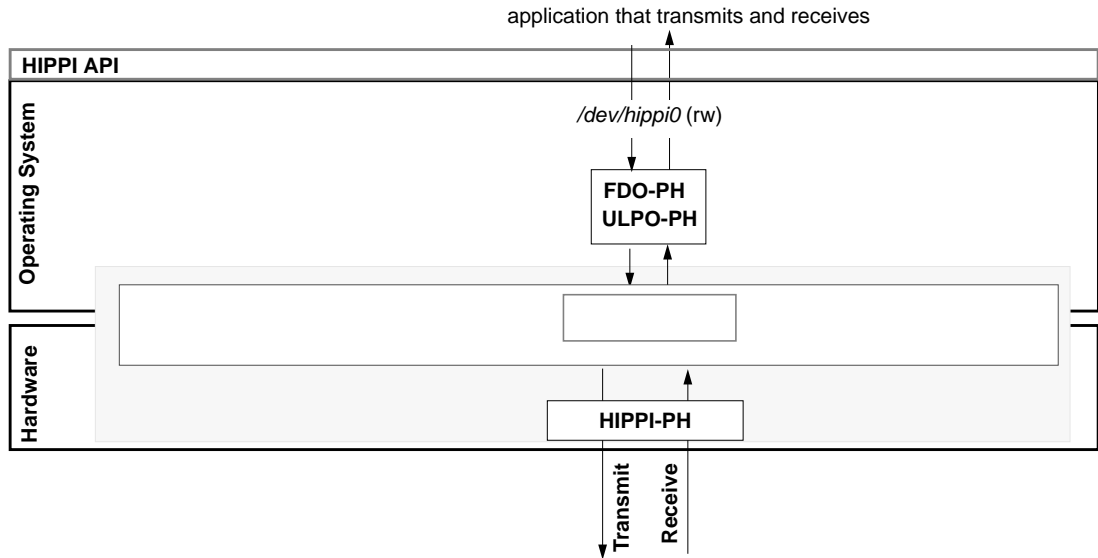 application that transmits and receives
HIPPI API
Operating System
/dev/hippi0 (rw)
FDO-PH
ULPO-PH
Hardware
HIPPI-PH
Transmit
Receive